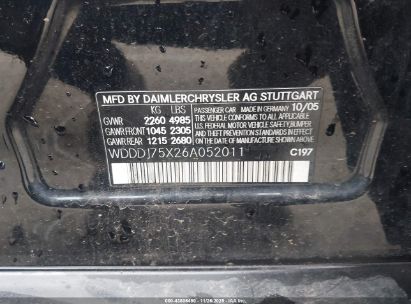 MFD BY DAIMLERCHRYSLER AG STUTTGART
KG LBS PASSENGER CAR MADE IN GERMANY 10/05
GVWR 2260 4985 THIS VEHICLE CONFORMS TO ALL APPLICABLE
GAWR FRONT 1045 2305 U.S. FEDERAL MOTOR VEHICLE SAFETY, BUMPER,
GAWR REAR 1215 2680 AND THEFT PREVENTION STANDARDS IN EFFECT
ON THE DATE OF MANUFACTURE SHOWN ABOVE.
WDDDJ75X26A052011 C197